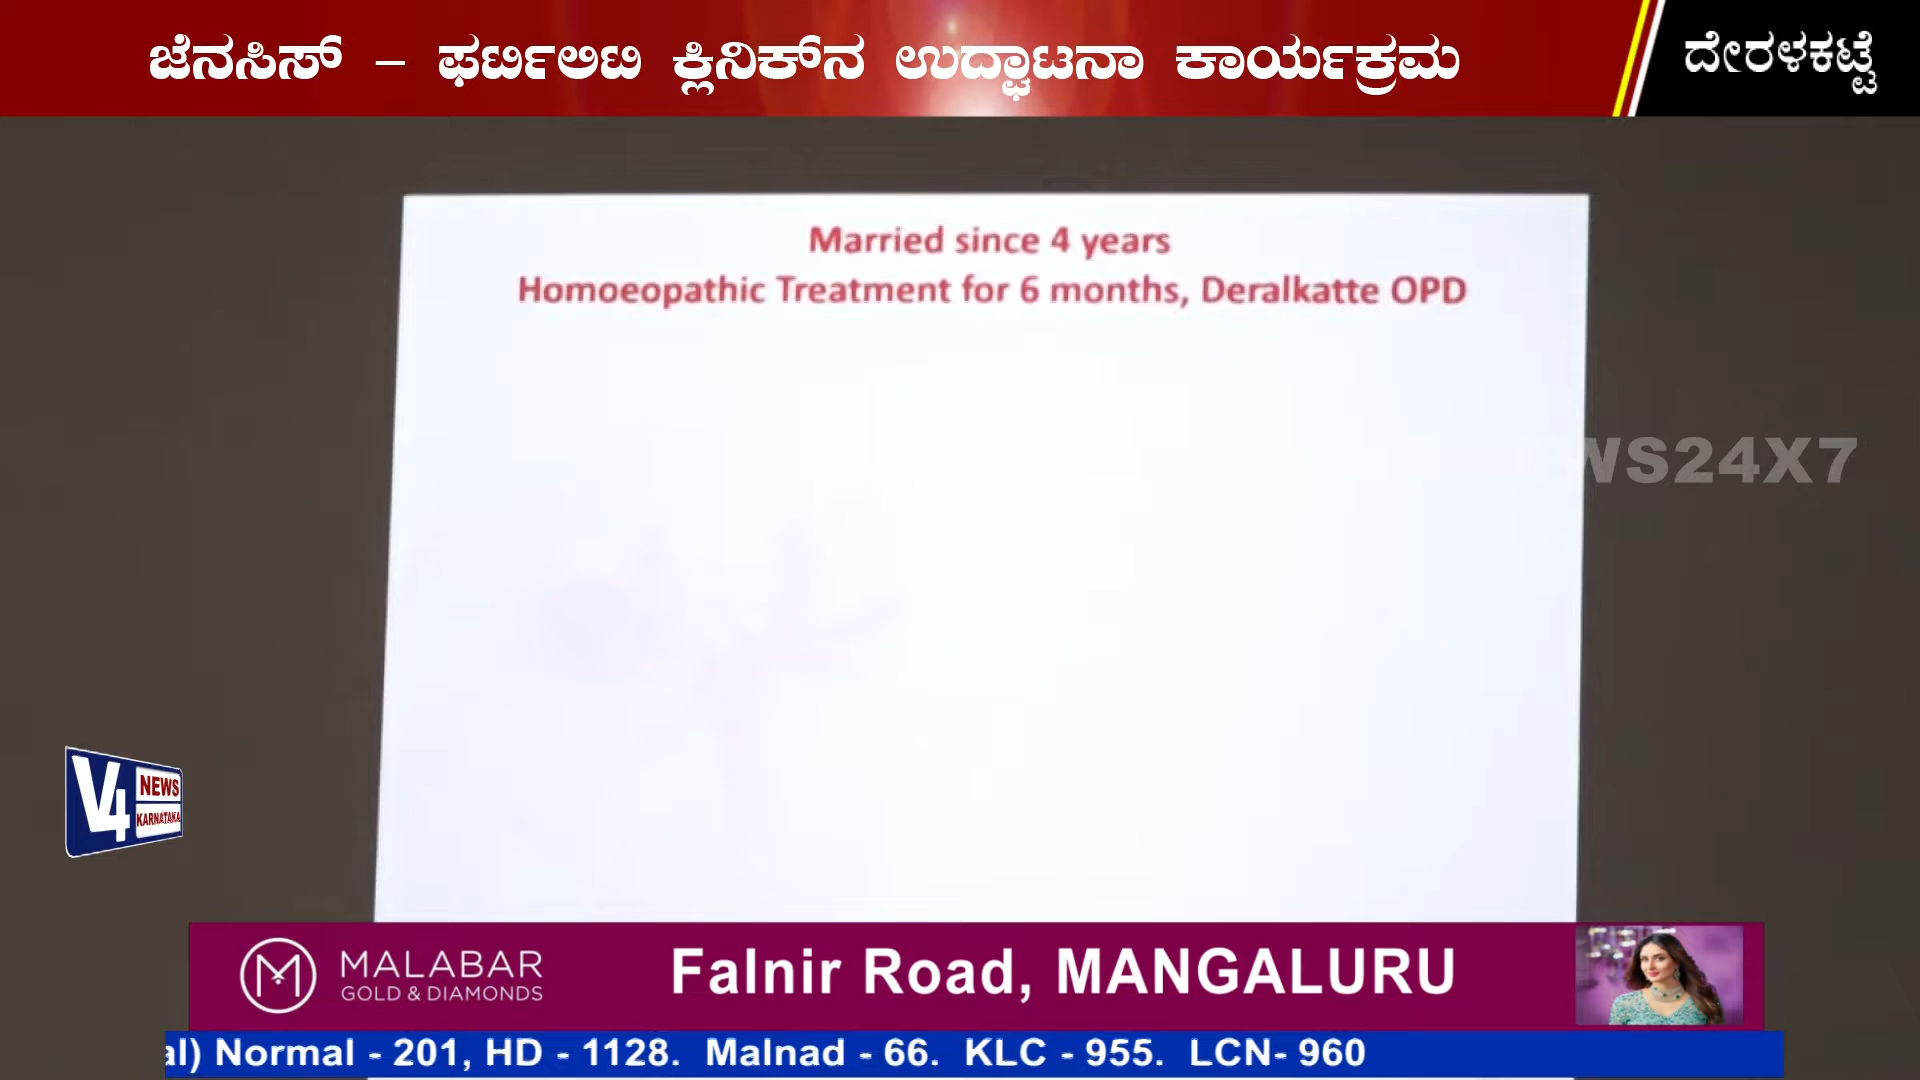 ಜೆನಸಿಸ್ – ಫರ್ಟಿಲಿಟಿ ಕ್ಲಿನಿಕ್‌ನ ಉದ್ಘಾಟನಾ ಕಾರ್ಯಕ್ರಮ
ದೇರಳಕಟ್ಟೆ
Married since 4 years
Homoeopathic Treatment for 6 months, Deralkatte OPD
WS24X7
V4 NEWS
KARNATAKA
MALABAR
GOLD & DIAMONDS
Falnir Road, MANGALURU
al) Normal - 201, HD - 1128. Malnad - 66. KLC - 955. LCN- 960